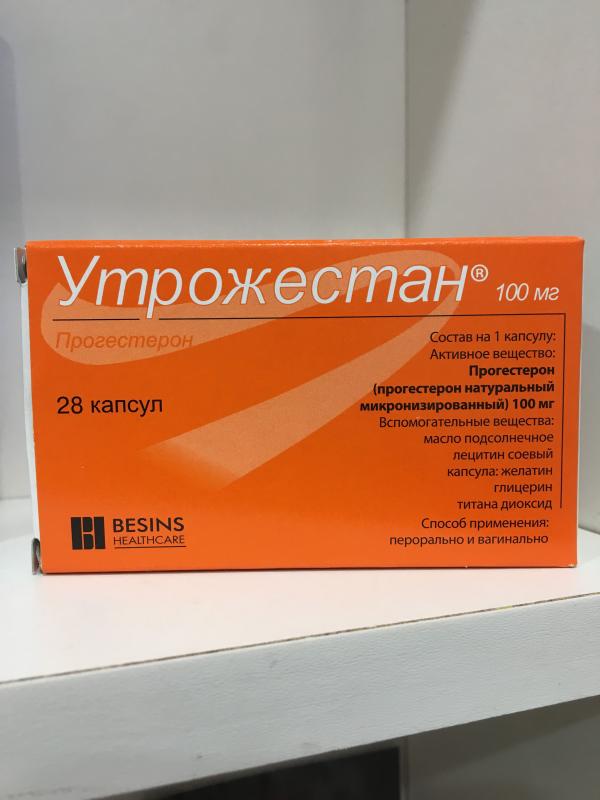 Утрожестан® 100 мг
Прогестерон
28 капсул
Состав на 1 капсулу:
Активное вещество:
Прогестерон
(прогестерон натуральный
микронизированный) 100 мг
Вспомогательные вещества:
масло подсолнечное
лецитин соевый
капсула: желатин
глицерин
титана диоксид
Способ применения:
перорально и вагинально
BESINS
HEALTHCARE